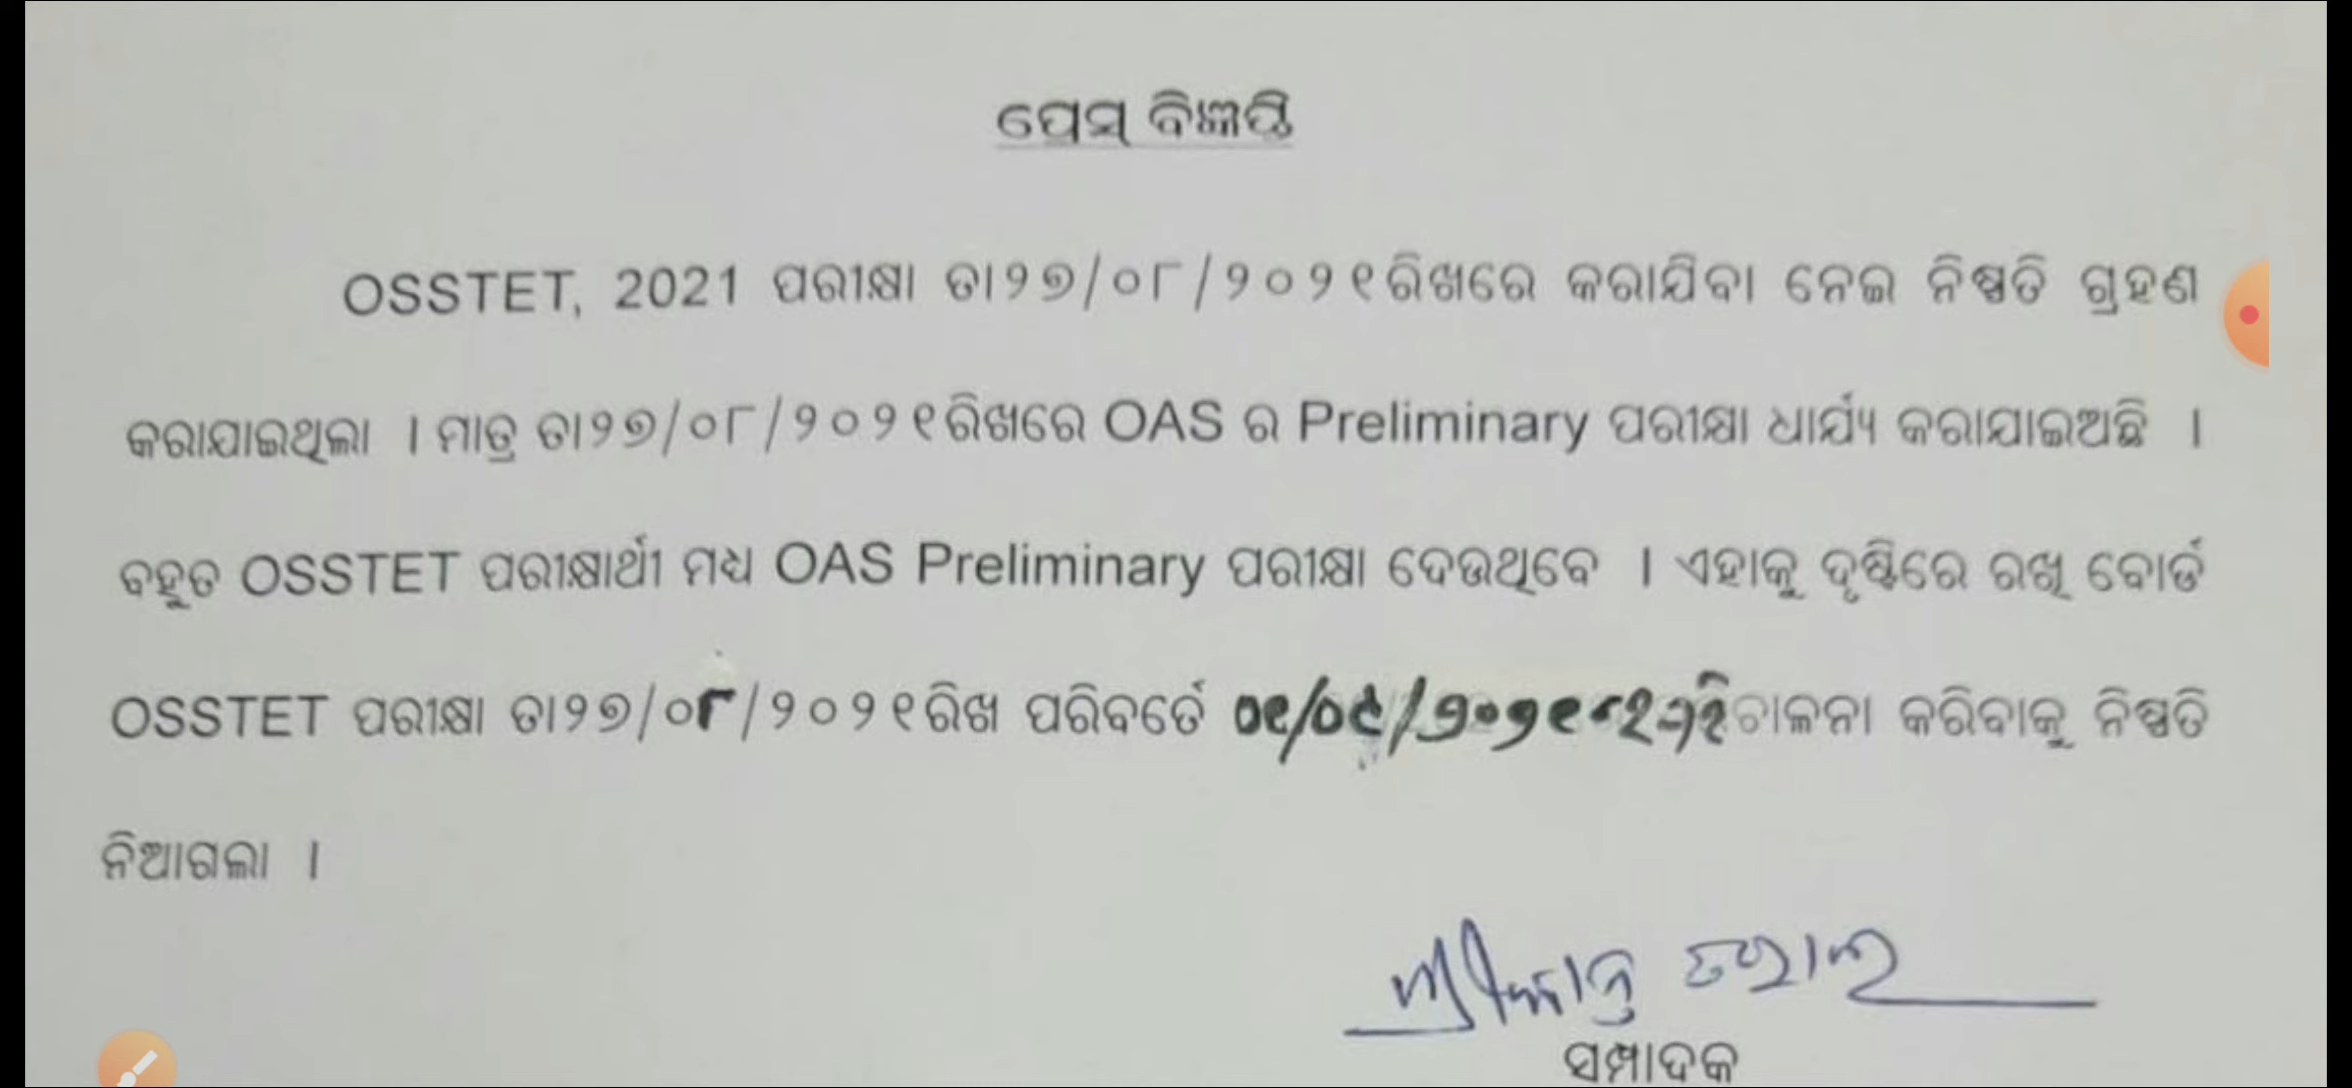 ପ୍ରେସ୍ ବିଜ୍ଞପ୍ତି
OSSTET, 2021 ପରୀକ୍ଷା ତା୨୭/୦୮/୨୦୨୧ରିଖରେ କରାଯିବା ନେଇ ନିଷ୍ପତି ଗ୍ରହଣ
କରାଯାଇଥିଲା । ମାତ୍ର ତା୨୭/୦୮/୨୦୨୧ରିଖରେ OAS ର Preliminary ପରୀକ୍ଷା ଧାର୍ଯ୍ୟ କରାଯାଇଅଛି ।
ବହୁତ OSSTET ପରୀକ୍ଷାର୍ଥୀ ମଧ୍ୟ OAS Preliminary ପରୀକ୍ଷା ଦେଉଥିବେ । ଏହାକୁ ଦୃଷ୍ଟିରେ ରଖି ବୋର୍ଡ
OSSTET ପରୀକ୍ଷା ତା୨୭/୦୮/୨୦୨୧ରିଖ ପରିବର୍ତେ ୦୧/୦୯/୨୦୨୧ ଚାଳନା କରିବାକୁ ନିଷ୍ପତି
ନିଆଗଲା ।
ସମ୍ପାଦକ